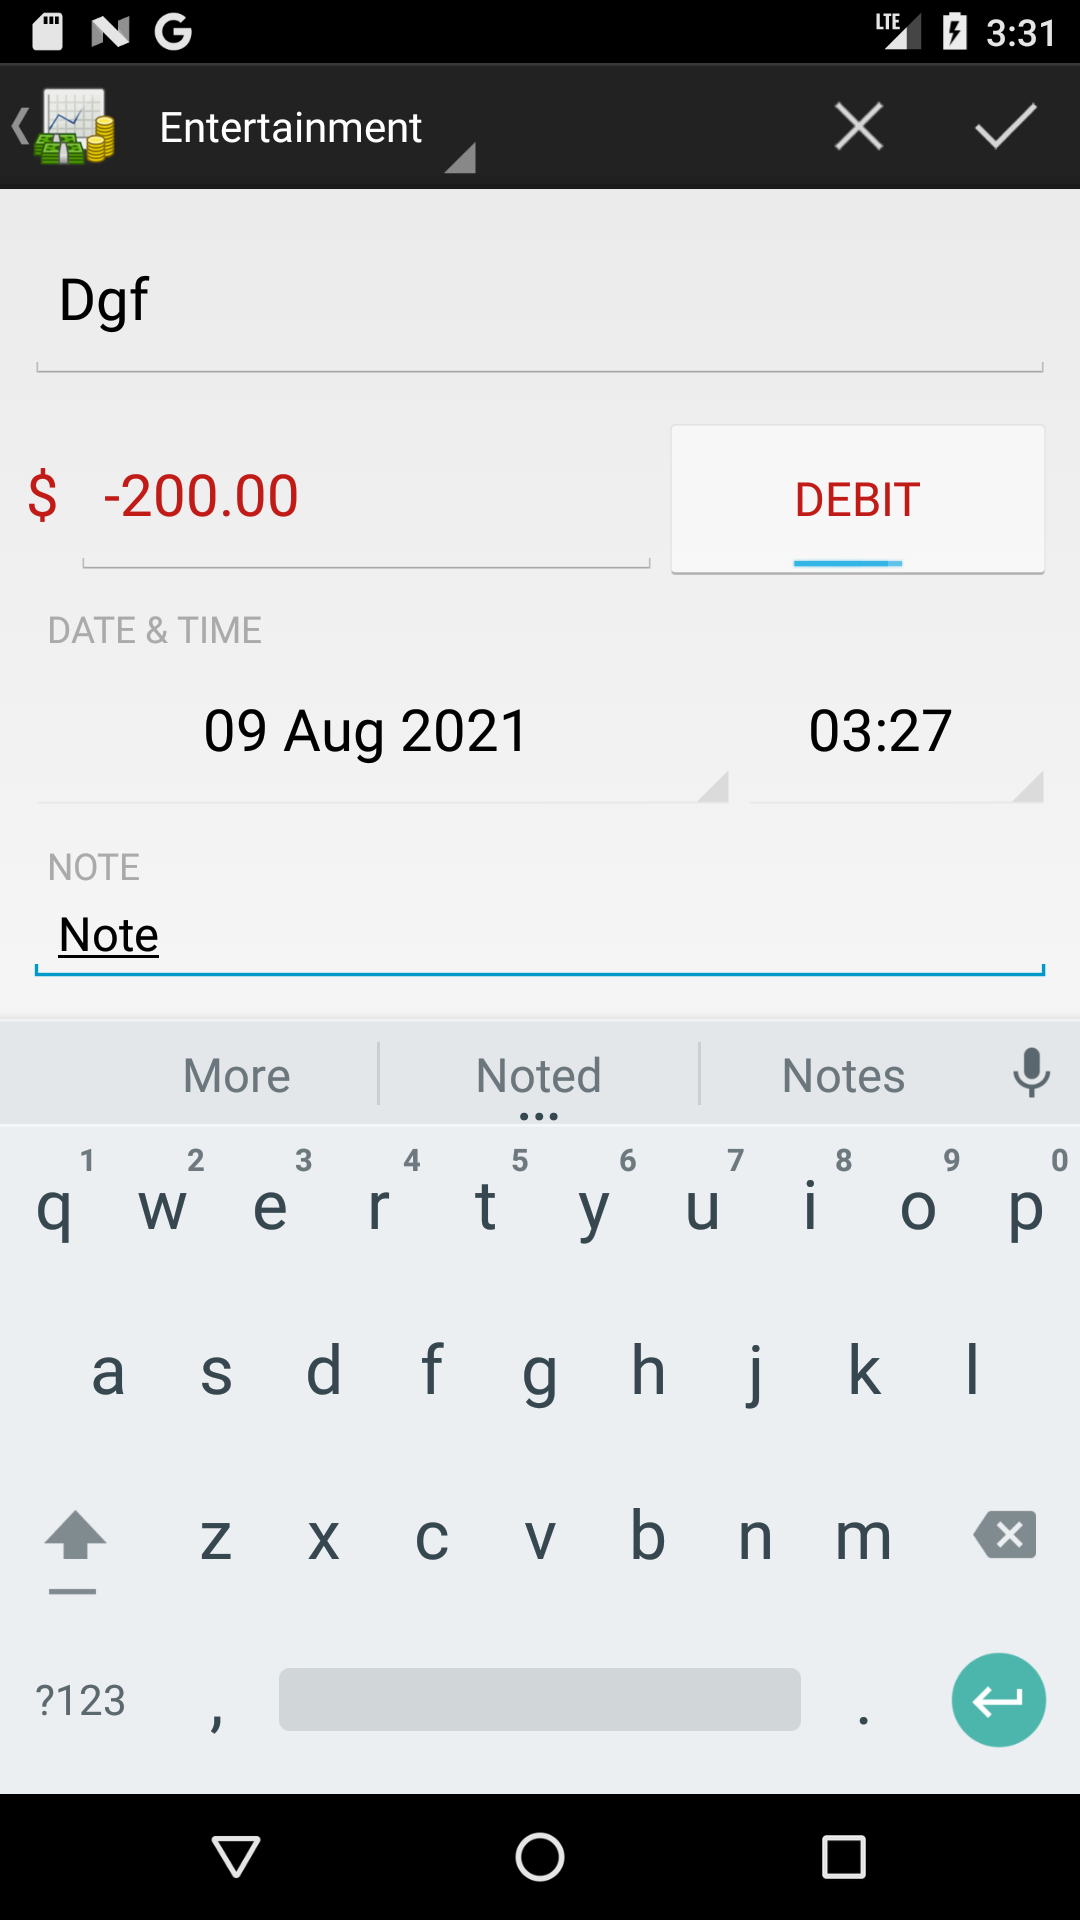 LTE 3:31
Entertainment
Dgf
$ -200.00 DEBIT
DATE & TIME
09 Aug 2021 03:27
NOTE
Note
More Noted Notes
1 2 3 4 5 6 7 8 9 0
q w e r t y u i o p
a s d f g h j k l
z x c v b n m
?123 , .